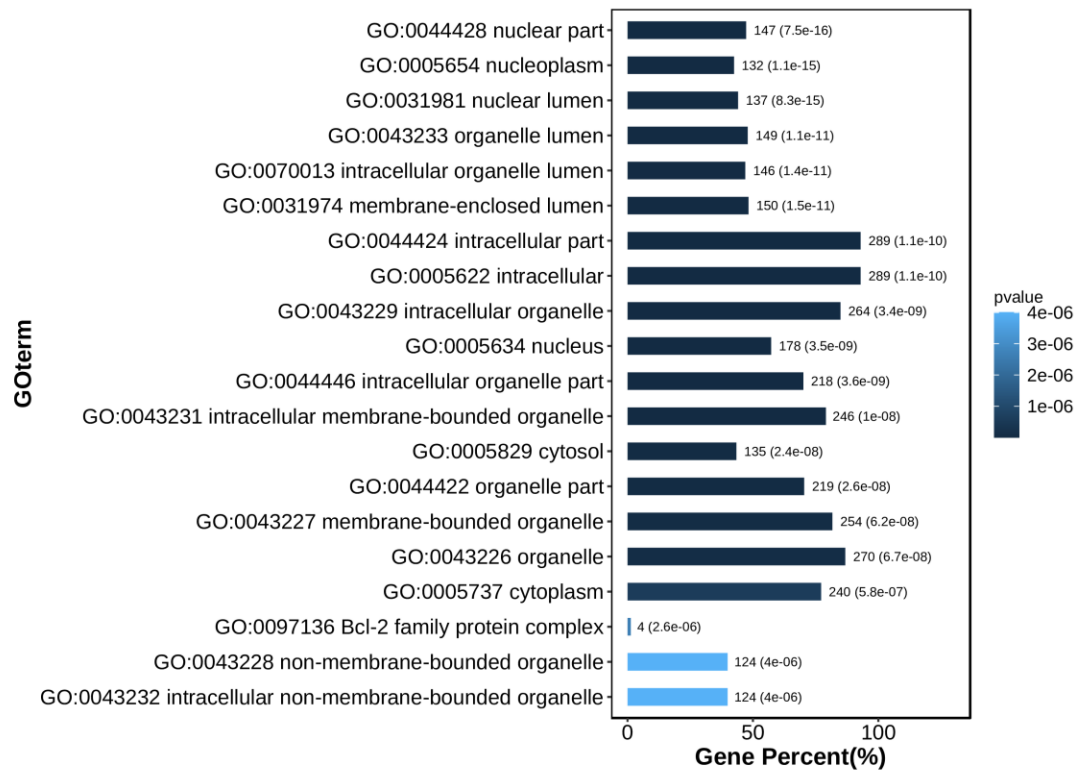 GO:0044428 nuclear part 147 (7.5e-16)
GO:0005654 nucleoplasm 132 (1.1e-15)
GO:0031981 nuclear lumen 137 (8.3e-15)
GO:0043233 organelle lumen 149 (1.1e-11)
GO:0070013 intracellular organelle lumen 146 (1.4e-11)
GO:0031974 membrane-enclosed lumen 150 (1.5e-11)
GO:0044424 intracellular part 289 (1.1e-10)
GO:0005622 intracellular 289 (1.1e-10)
GO:0043229 intracellular organelle 264 (3.4e-09)
GO:0005634 nucleus 178 (3.5e-09)
GO:0044446 intracellular organelle part 218 (3.6e-09)
GO:0043231 intracellular membrane-bounded organelle 246 (1e-08)
GO:0005829 cytosol 135 (2.4e-08)
GO:0044422 organelle part 219 (2.6e-08)
GO:0043227 membrane-bounded organelle 254 (6.2e-08)
GO:0043226 organelle 270 (6.7e-08)
GO:0005737 cytoplasm 240 (5.8e-07)
GO:0097136 Bcl-2 family protein complex 4 (2.6e-06)
GO:0043228 non-membrane-bounded organelle 124 (4e-06)
GO:0043232 intracellular non-membrane-bounded organelle 124 (4e-06)
0 50 100
Gene Percent(%)
GOterm
pvalue
4e-06
3e-06
2e-06
1e-06